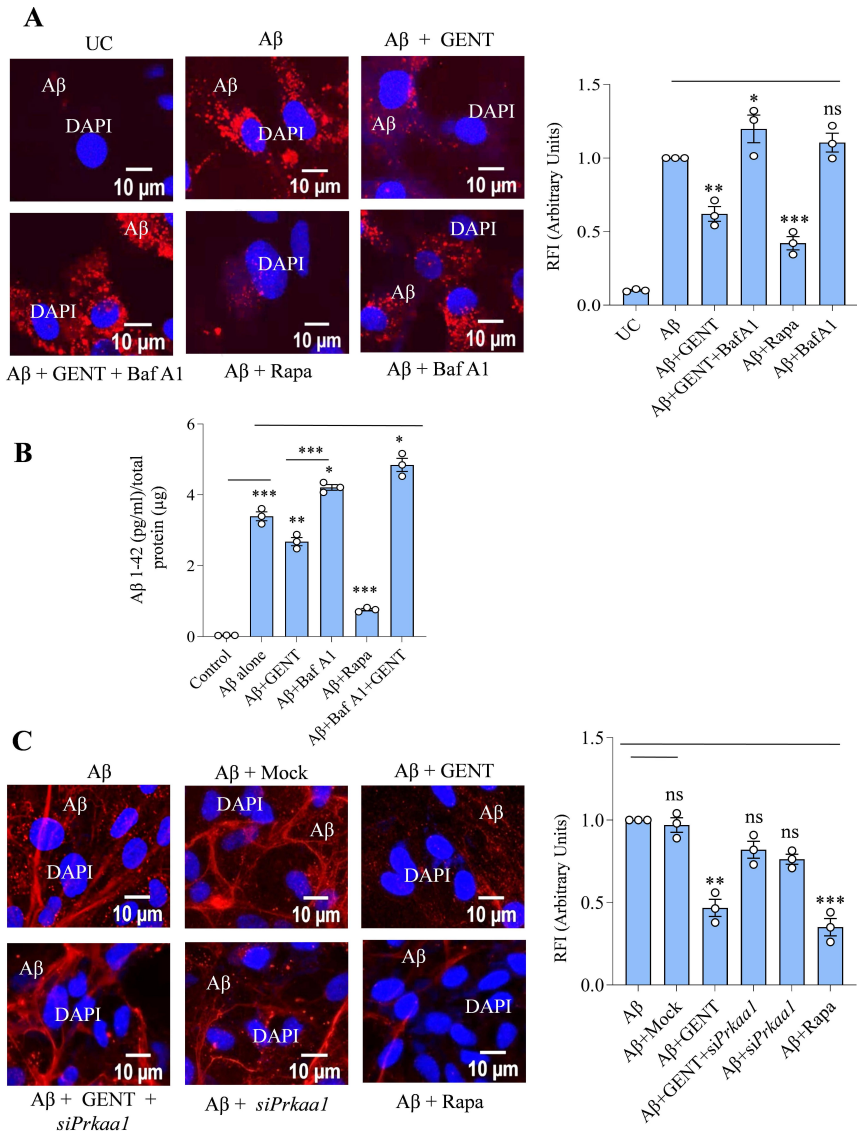 A
UC
Aβ
Aβ + GENT
Aβ
DAPI
10 µm
Aβ
DAPI
10 µm
DAPI
Aβ
10 µm
Aβ
DAPI
10 µm
DAPI
10 µm
DAPI
Aβ
10 µm
Aβ + GENT + Baf A1
Aβ + Rapa
Aβ + Baf A1
RFI (Arbitrary Units)
1.5
1.0
0.5
0.0
**
*
***
ns
UC
Aβ
Aβ+GENT
Aβ+GENT+BafA1
Aβ+Rapa
Aβ+BafA1
B
Aβ 1-42 (pg/ml)/total
protein (µg)
6
4
2
0
***
**
***
*
***
*
Control
Aβ alone
Aβ+GENT
Aβ+Baf A1
Aβ+Rapa
Aβ+Baf A1+GENT
C
Aβ
Aβ + Mock
Aβ + GENT
Aβ
DAPI
10 µm
DAPI
Aβ
10 µm
Aβ
DAPI
10 µm
Aβ
DAPI
10 µm
Aβ
DAPI
10 µm
Aβ
DAPI
10 µm
Aβ + GENT +
siPrkaa1
Aβ + siPrkaa1
Aβ + Rapa
RFI (Arbitrary Units)
1.5
1.0
0.5
0.0
ns
**
ns
ns
***
Aβ
Aβ+Mock
Aβ+GENT
Aβ+GENT+siPrkaa1
Aβ+siPrkaa1
Aβ+Rapa